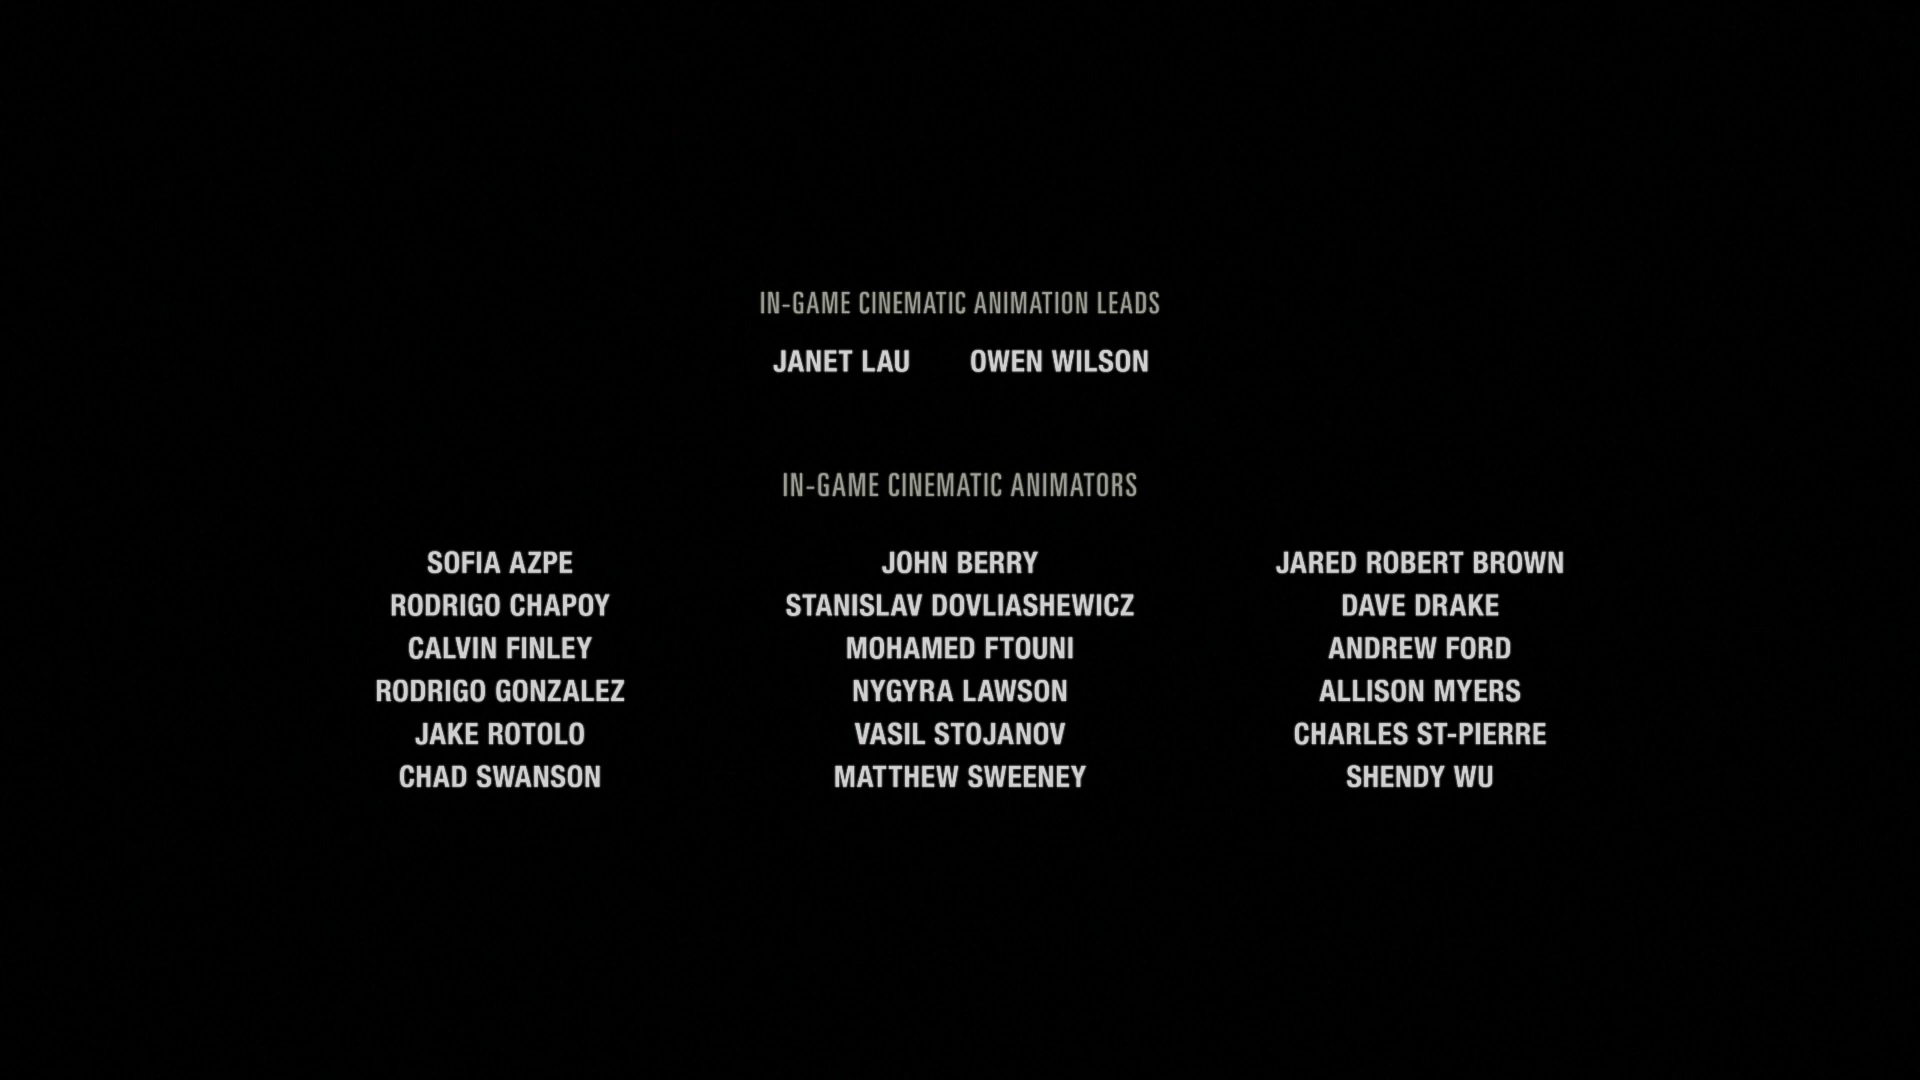 IN-GAME CINEMATIC ANIMATION LEADS
JANET LAU OWEN WILSON
IN-GAME CINEMATIC ANIMATORS
SOFIA AZPE JOHN BERRY JARED ROBERT BROWN
RODRIGO CHAPOY STANISLAV DOVLIASHEWICZ DAVE DRAKE
CALVIN FINLEY MOHAMED FTOUNI ANDREW FORD
RODRIGO GONZALEZ NYGYRA LAWSON ALLISON MYERS
JAKE ROTOLO VASIL STOJANOV CHARLES ST-PIERRE
CHAD SWANSON MATTHEW SWEENEY SHENDY WU